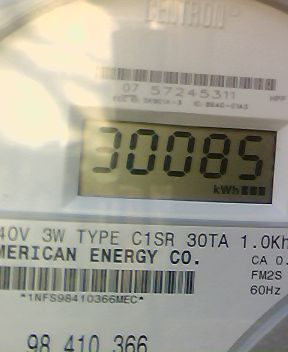 CENTRON®
07 57245311
30085
kWh
40V 3W TYPE C1SR 30TA 1.0Kh
MERICAN ENERGY CO.
CA 0.
FM2S
*1NFS98410366MEC*
60Hz
98 410 366